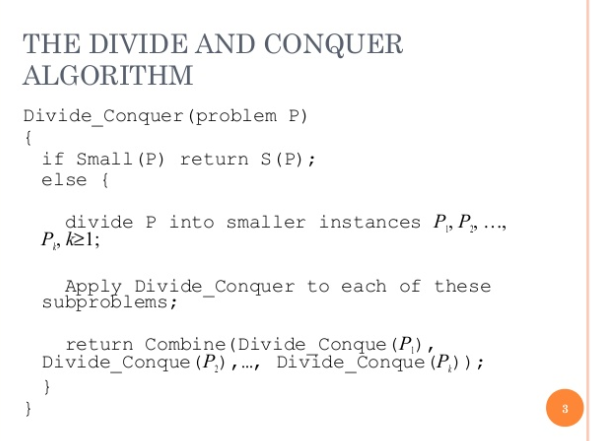 THE DIVIDE AND CONQUER
ALGORITHM
Divide_Conquer(problem P)
{
if Small(P) return S(P);
else {
divide P into smaller instances P₁, P₂, …,
Pₖ, k≥1;
Apply Divide_Conquer to each of these
subproblems;
return Combine(Divide_Conque(P₁),
Divide_Conque(P₂),…, Divide_Conque(Pₖ));
}
}
3